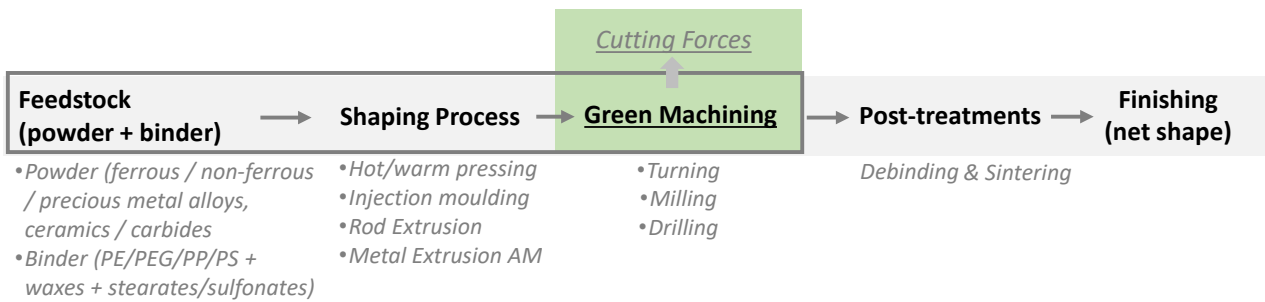 Cutting Forces
Feedstock
(powder + binder)
Shaping Process
Green Machining
Post-treatments
Finishing
(net shape)
•Powder (ferrous / non-ferrous
/ precious metal alloys,
ceramics / carbides
•Binder (PE/PEG/PP/PS +
waxes + stearates/sulfonates)
•Hot/warm pressing
•Injection moulding
•Rod Extrusion
•Metal Extrusion AM
•Turning
•Milling
•Drilling
Debinding & Sintering